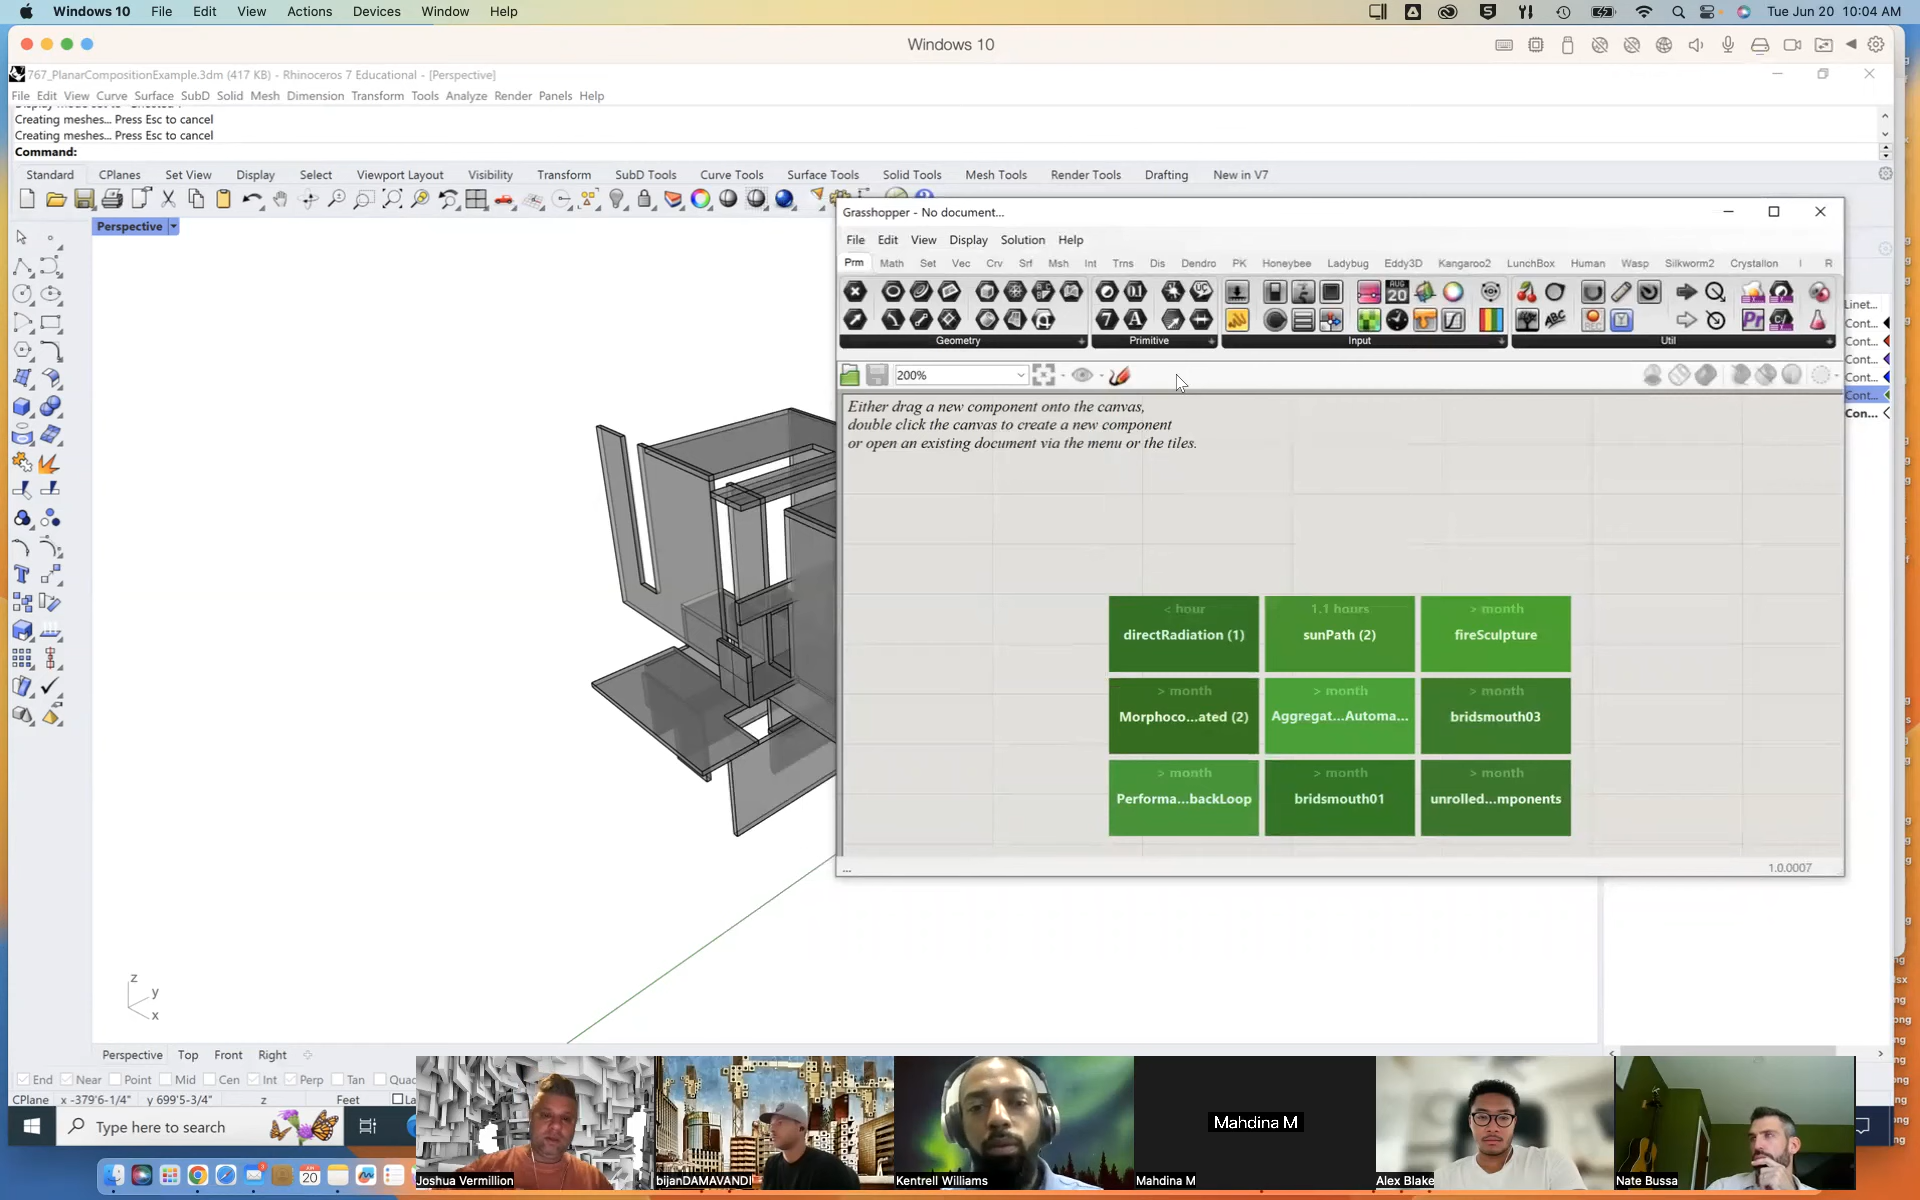 Windows 10 File Edit View Actions Devices Window Help
Tue Jun 20 10:04 AM
Windows 10
767_PlanarCompositionExample.3dm (417 KB) - Rhinoceros 7 Educational - [Perspective]
File Edit View Curve Surface SubD Solid Mesh Dimension Transform Tools Analyze Render Panels Help
Creating meshes... Press Esc to cancel
Creating meshes... Press Esc to cancel
Command:
Standard CPlanes Set View Display Select Viewport Layout Visibility Transform SubD Tools Curve Tools Surface Tools Solid Tools Mesh Tools Render Tools Drafting New in V7
Perspective
Grasshopper - No document...
File Edit View Display Solution Help
Prm Math Set Vec Crv Srf Msh Int Trns Dis Dendro PK Honeybee Ladybug Eddy3D Kangaroo2 LunchBox Human Wasp Silkworm2 Crystallon I R
Geometry Primitive Input Util
200%
Either drag a new component onto the canvas,
double click the canvas to create a new component
or open an existing document via the menu or the tiles.
< hour
directRadiation (1)
1.1 hours
sunPath (2)
> month
fireSculpture
> month
Morphoco...ated (2)
> month
Aggregat...Automa...
> month
bridsmouth03
> month
Performa...backLoop
> month
bridsmouth01
> month
unrolled...mponents
...
1.0.0007
Linet...
Cont...
Cont...
Cont...
Cont...
Cont...
Con...
z
y
x
Perspective Top Front Right
End Near Point Mid Cen Int Perp Tan Quad
CPlane x -379'6-1/4" y 699'5-3/4" z Feet
Type here to search
JUN
20
Joshua Vermillion
bijanDAMAVANDI
Kentrell Williams
Mahdina M
Mahdina M
Alex Blake
Nate Bussa